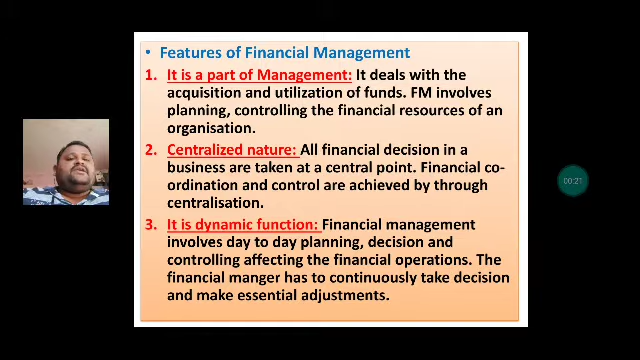 • Features of Financial Management
1. It is a part of Management: It deals with the
acquisition and utilization of funds. FM involves
planning, controlling the financial resources of an
organisation.
2. Centralized nature: All financial decision in a
business are taken at a central point. Financial co-
ordination and control are achieved by through
centralisation.
3. It is dynamic function: Financial management
involves day to day planning, decision and
controlling affecting the financial operations. The
financial manger has to continuously take decision
and make essential adjustments.
00:21